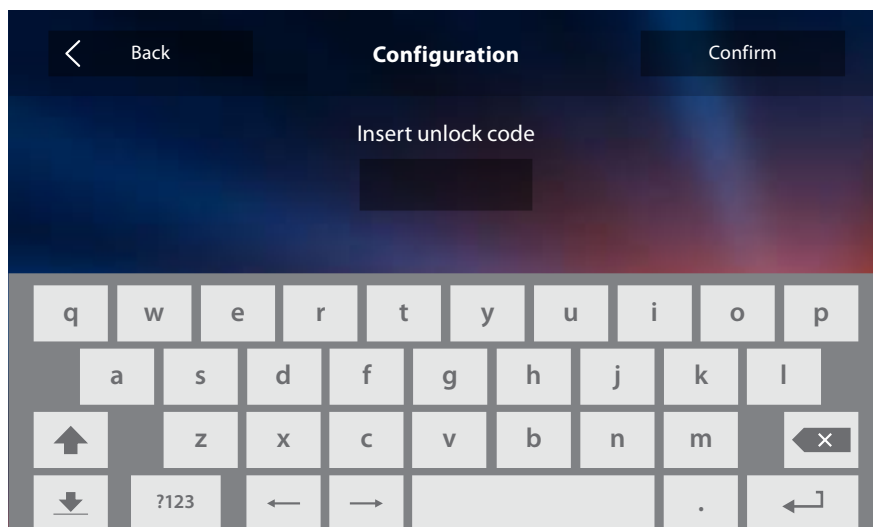 Back
Configuration
Confirm
Insert unlock code
q w e r t y u i o p
a s d f g h j k l
z x c v b n m
?123 .